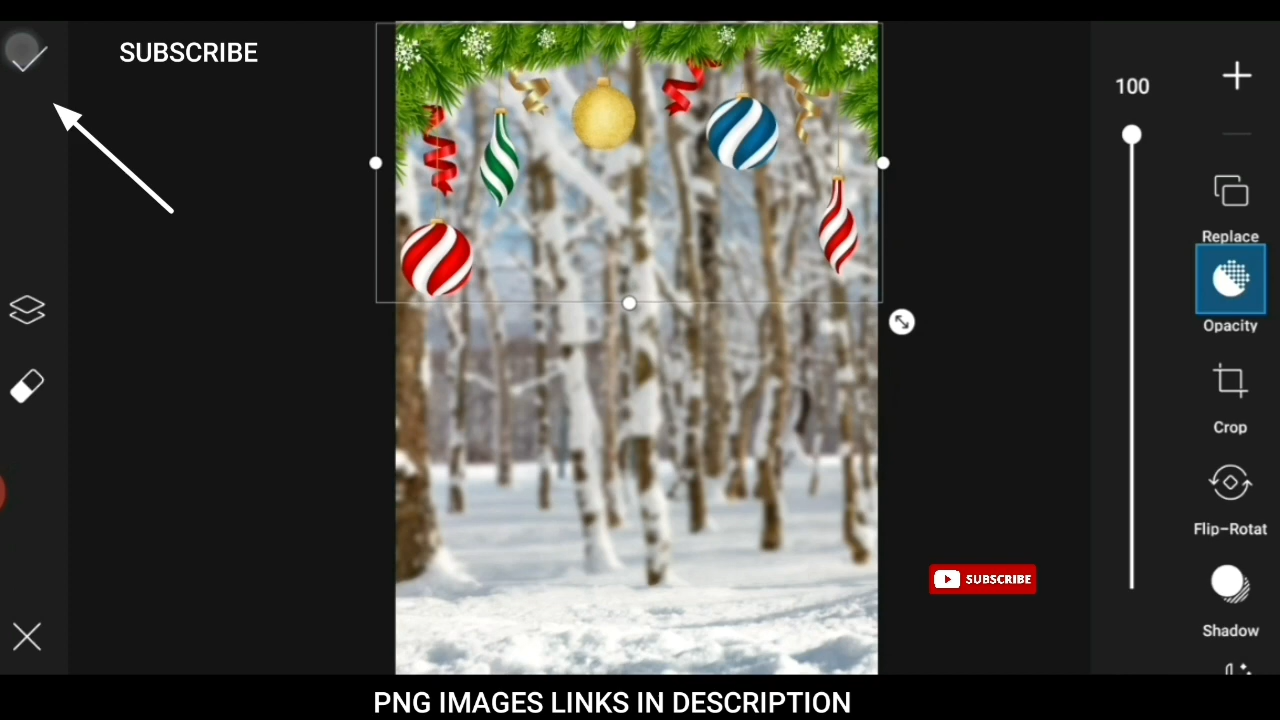 SUBSCRIBE
100
Replace
Opacity
Crop
Flip-Rotat
Shadow
SUBSCRIBE
PNG IMAGES LINKS IN DESCRIPTION